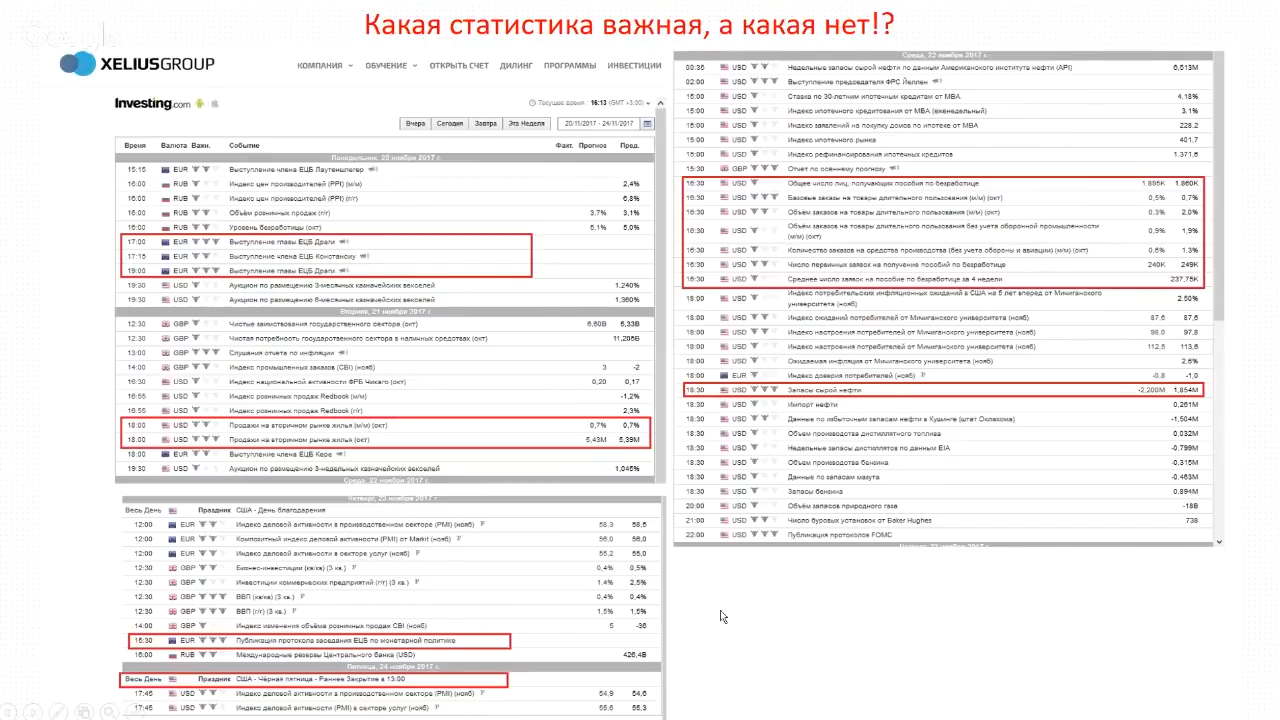 Какая статистика важная, а какая нет!?
Google
XELIUSGROUP
КОМПАНИЯ ОБУЧЕНИЕ ОТКРЫТЬ СЧЕТ ДИЛИНГ ПРОГРАММЫ ИНВЕСТИЦИИ
Investing.com
Текущее время : 16:13 (GMT +3:00)
Вчера Сегодня Завтра Эта Неделя 20/11/2017 - 24/11/2017
Время Валюта Важн. Событие Факт. Прогноз Пред.
Понедельник, 20 ноября 2017 г.
15:15 EUR Выступление члена ЕЦБ Лаутеншлегер
16:00 RUB Индекс цен производителей (PPI) (м/м) 2,4%
16:00 RUB Индекс цен производителей (PPI) (г/г) 6,8%
16:00 RUB Объём розничных продаж (г/г) 3,7% 3,1%
16:00 RUB Уровень безработицы (окт) 5,1% 5,0%
17:00 EUR Выступление главы ЕЦБ Драги
17:15 EUR Выступление члена ЕЦБ Констанзиу
19:00 EUR Выступление главы ЕЦБ Драги
19:30 USD Аукцион по размещению 3-месячных казначейских векселей 1,240%
19:30 USD Аукцион по размещению 6-месячных казначейских векселей 1,360%
Вторник, 21 ноября 2017 г.
12:30 GBP Чистые заимствования государственного сектора (окт) 6,60B 5,33B
12:30 GBP Чистая потребность государственного сектора в наличных средствах (окт) 11,205B
13:00 GBP Слушания отчета по инфляции
14:00 GBP Индекс промышленных заказов (CBI) (нояб) 3 -2
16:30 USD Индекс национальной активности ФРБ Чикаго (окт) 0,20 0,17
16:55 USD Индекс розничных продаж Redbook (м/м) -1,2%
16:55 USD Индекс розничных продаж Redbook (г/г) 2,3%
18:00 USD Продажи на вторичном рынке жилья (м/м) (окт) 0,7% 0,7%
18:00 USD Продажи на вторичном рынке жилья (окт) 5,43M 5,39M
18:00 EUR Выступление члена ЕЦБ Кере
19:30 USD Аукцион по размещению 3-недельных казначейских векселей 1,045%
Среда, 22 ноября 2017 г.
Четверг, 23 ноября 2017 г.
Весь День Праздник США - День благодарения
12:00 EUR Индекс деловой активности в производственном секторе (PMI) (нояб) 58,3 58,5
12:00 EUR Композитный индекс деловой активности (PMI) от Markit (нояб) 56,0 56,0
12:00 EUR Индекс деловой активности в секторе услуг (нояб) 55,2 55,0
12:30 GBP Бизнес-инвестиции (кв/кв) (3 кв.) 0,4% 0,5%
12:30 GBP Инвестиции коммерческих предприятий (г/г) (3 кв.) 1,4% 2,5%
12:30 GBP ВВП (кв/кв) (3 кв.) 0,4% 0,4%
12:30 GBP ВВП (г/г) (3 кв.) 1,5% 1,5%
14:00 GBP Индекс изменения объёма розничных продаж CBI (нояб) 5 -36
15:30 EUR Публикация протокола заседания ЕЦБ по монетарной политике
16:00 RUB Международные резервы Центрального банка (USD) 426,4B
Пятница, 24 ноября 2017 г.
Весь День Праздник США - Чёрная пятница - Раннее Закрытие в 13.00
17:45 USD Индекс деловой активности в производственном секторе (PMI) (нояб) 54,9 54,6
17:45 USD Индекс деловой активности (PMI) в секторе услуг (нояб) 55,6 55,3
Среда, 22 ноября 2017 г.
00:35 USD Недельные запасы сырой нефти по данным Американского института нефти (API) 6,513M
02:00 USD Выступление председателя ФРС Йеллен
15:00 USD Ставка по 30-летним ипотечным кредитам от MBA 4,18%
15:00 USD Индекс ипотечного кредитования от MBA (еженедельный) 3,1%
15:00 USD Индекс заявлений на покупку домов по ипотеке от MBA 228,2
15:00 USD Индекс ипотечного рынка 401,7
15:00 USD Индекс рефинансирования ипотечных кредитов 1.371,6
15:30 GBP Отчет по осеннему прогнозу
16:30 USD Общее число лиц, получающих пособия по безработице 1.895K 1.860K
16:30 USD Базовые заказы на товары длительного пользования (м/м) (окт) 0,5% 0,7%
16:30 USD Объём заказов на товары длительного пользования (м/м) (окт) 0,3% 2,0%
16:30 USD Объём заказов на товары длительного пользования без учета оборонной промышленности
(м/м) (окт) 0,9% 1,9%
16:30 USD Количество заказов на средства производства (без учета обороны и авиации) (м/м) (окт) 0,6% 1,3%
16:30 USD Число первичных заявок на получение пособий по безработице 240K 249K
16:30 USD Среднее число заявок на пособие по безработице за 4 недели 237,75K
18:00 USD Индекс потребительских инфляционных ожиданий в США на 5 лет вперед от Мичиганского
университета (нояб) 2,50%
18:00 USD Индекс ожиданий потребителей от Мичиганского университета (нояб) 87,6 87,6
18:00 USD Индекс настроения потребителей от Мичиганского университета (нояб) 98,0 97,8
18:00 USD Индекс настроения потребителей от Мичиганского университета (нояб) 112,5 113,6
18:00 USD Ожидаемая инфляция от Мичиганского университета (нояб) 2,6%
18:00 EUR Индекс доверия потребителей (нояб) -0,8 -1,0
18:30 USD Запасы сырой нефти -2,200M 1,854M
18:30 USD Импорт нефти 0,261M
18:30 USD Данные по избыточным запасам нефти в Кушинге (штат Оклахома) -1,504M
18:30 USD Объем производства дистиллятного топлива 0,032M
18:30 USD Недельные запасы дистиллятов по данным EIA -0,799M
18:30 USD Объем производства бензина -0,315M
18:30 USD Данные по запасам мазута -0,463M
18:30 USD Запасы бензина 0,894M
20:00 USD Объём запасов природного газа -18B
21:00 USD Число буровых установок от Baker Hughes 738
22:00 USD Публикация протоколов FOMC